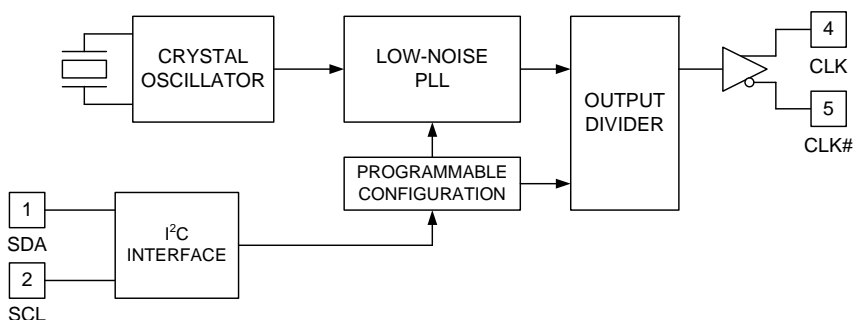 CRYSTAL
OSCILLATOR
LOW-NOISE
PLL
OUTPUT
DIVIDER
4
CLK
5
CLK#
PROGRAMMABLE
CONFIGURATION
1
SDA
I²C
INTERFACE
2
SCL